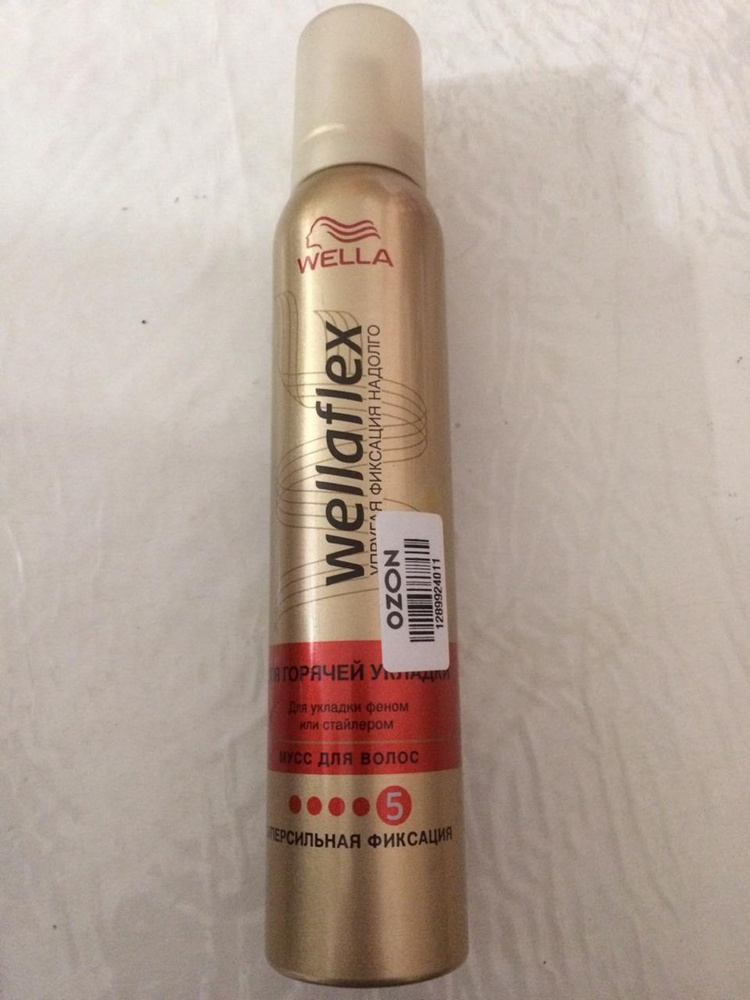 WELLA
wellaflex
УПРУГАЯ ФИКСАЦИЯ НАДОЛГО
OZON
1289924011
ГОРЯЧЕЙ УКЛАДКИ
Для укладки феном
или стайлером
МУСС ДЛЯ ВОЛОС
5
ФИКСАЦИЯ